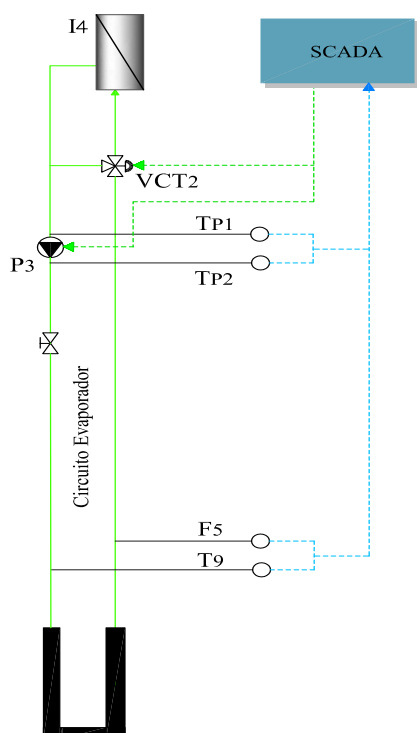 I4
SCADA
VCT2
TP1
P3
TP2
Circuito Evaporador
F5
T9